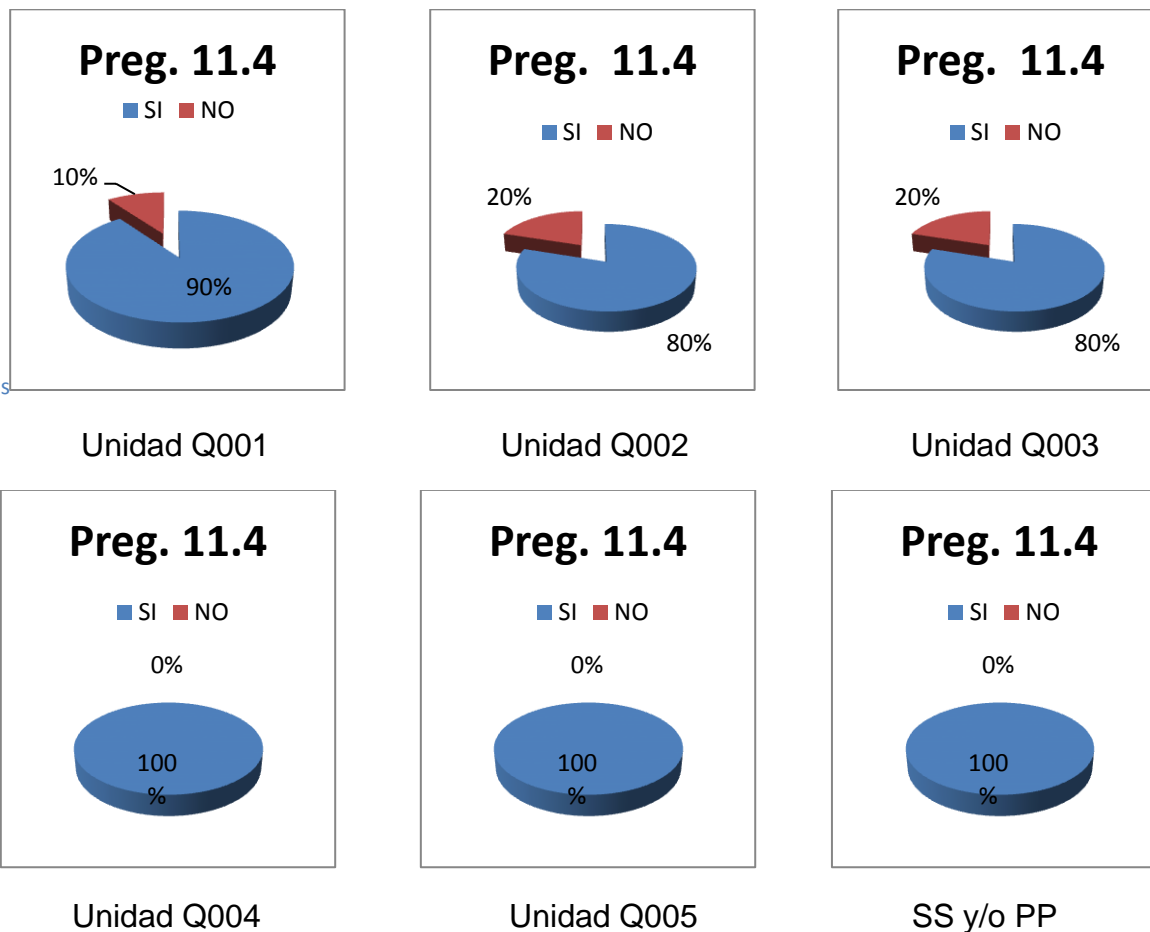 Preg. 11.4
SI NO
10%
90%
s
Unidad Q001
Preg. 11.4
SI NO
20%
80%
Unidad Q002
Preg. 11.4
SI NO
20%
80%
Unidad Q003
Preg. 11.4
SI NO
0%
100
%
Unidad Q004
Preg. 11.4
SI NO
0%
100
%
Unidad Q005
Preg. 11.4
SI NO
0%
100
%
SS y/o PP